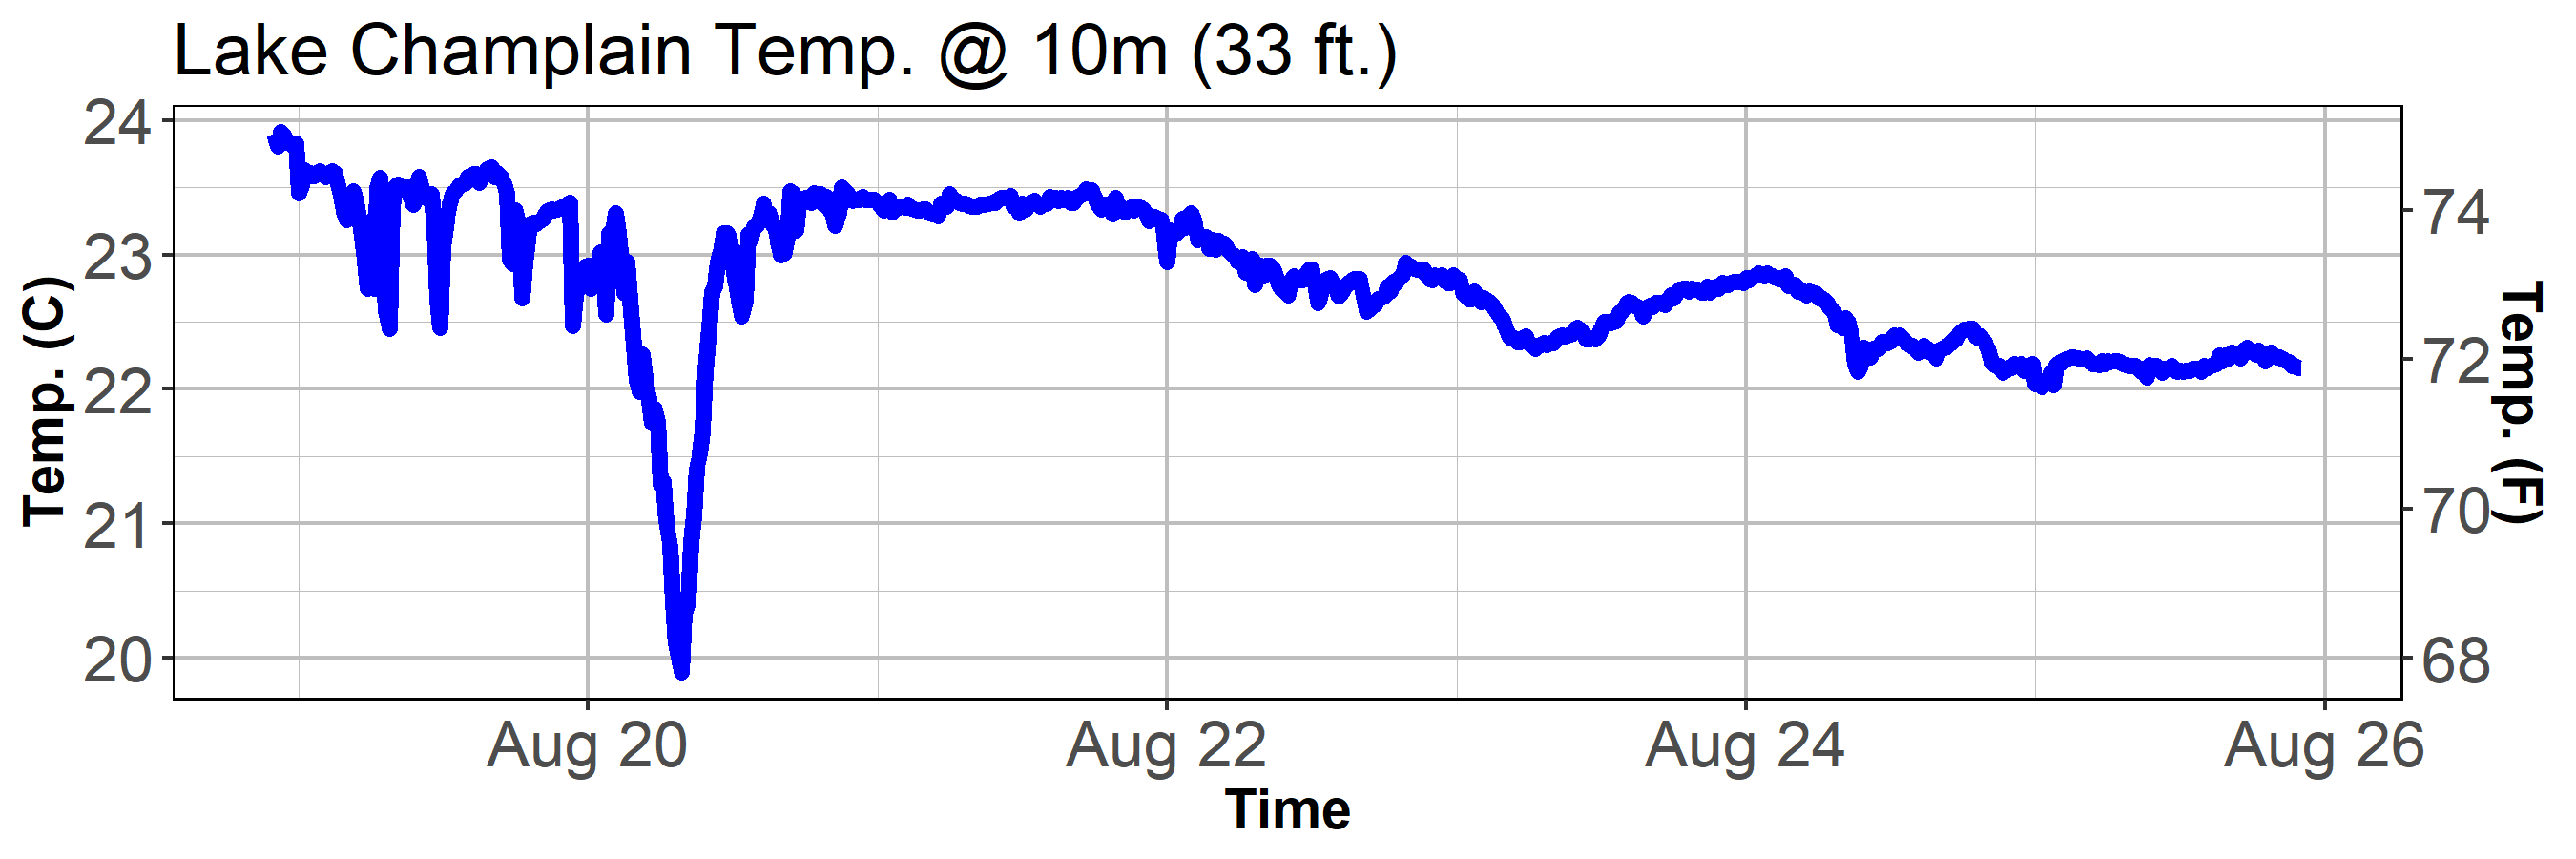 Lake Champlain Temp. @ 10m (33 ft.)
Temp. (C)
24
23
22
21
20
Temp. (F)
74
72
70
68
Aug 20
Aug 22
Aug 24
Aug 26
Time